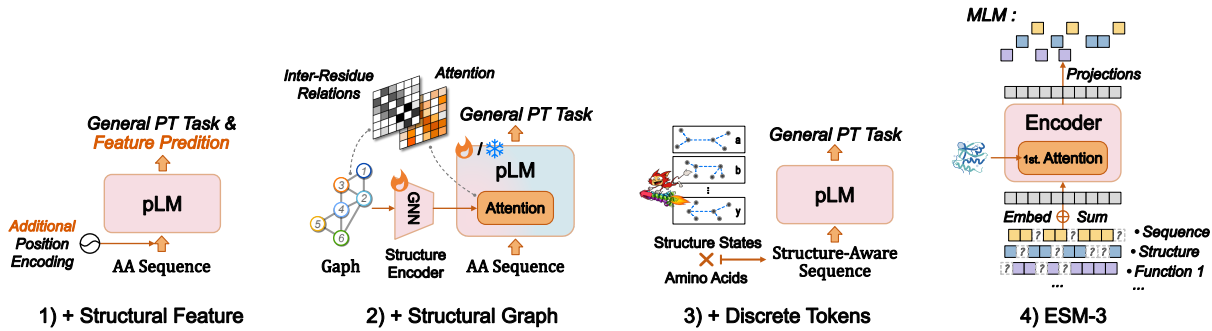 General PT Task &
Feature Predition
pLM
Additional
Position
Encoding
AA Sequence
1) + Structural Feature
Inter-Residue
Relations
Attention
General PT Task
/
pLM
1
2
3
4
5
6
GNN
Attention
Gaph
Structure
Encoder
AA Sequence
2) + Structural Graph
a
b
⋮
y
General PT Task
pLM
Structure States
Amino Acids
Structure-Aware
Sequence
3) + Discrete Tokens
MLM :
Projections
Encoder
1st. Attention
Embed Sum
? ? ? • Sequence
? ? ? ? • Structure
? ? ? • Function 1
... ...
4) ESM-3